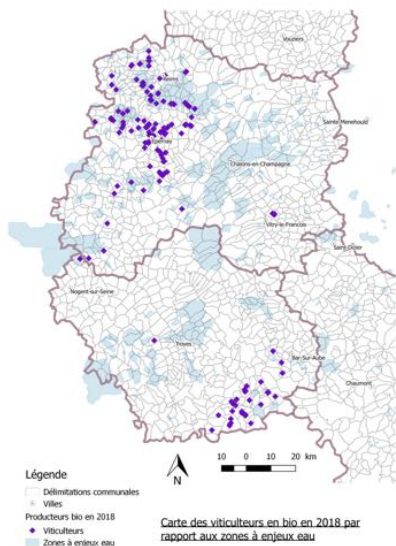 Vouziers
Reims
Sainte-Menehould
Epernay
Châlons-en-Champagne
Vitry-le-François
Saint-Dizier
Nogent-sur-Seine
Troyes
Bar-Sur-Aube
Chaumont
10 0 10 20 km
N
Légende
Délimitations communales
Villes
Producteurs bio en 2018
Viticulteurs
Zones à enjeux eau
Carte des viticulteurs en bio en 2018 par
rapport aux zones à enjeux eau